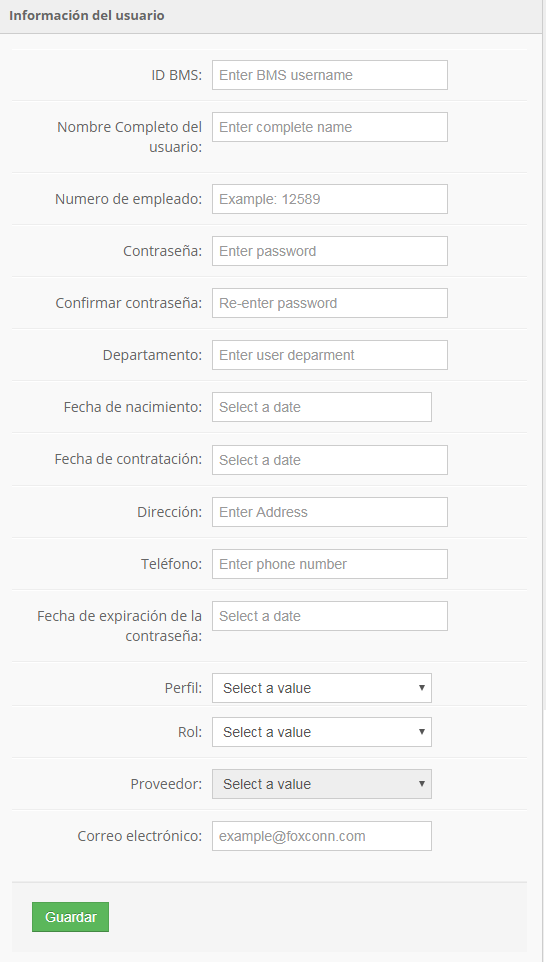 Información del usuario
ID BMS: Enter BMS username
Nombre Completo del Enter complete name
usuario:
Numero de empleado: Example: 12589
Contraseña: Enter password
Confirmar contraseña: Re-enter password
Departamento: Enter user deparment
Fecha de nacimiento: Select a date
Fecha de contratación: Select a date
Dirección: Enter Address
Teléfono: Enter phone number
Fecha de expiración de la Select a date
contraseña:
Perfil: Select a value
Rol: Select a value
Proveedor: Select a value
Correo electrónico: example@foxconn.com
Guardar